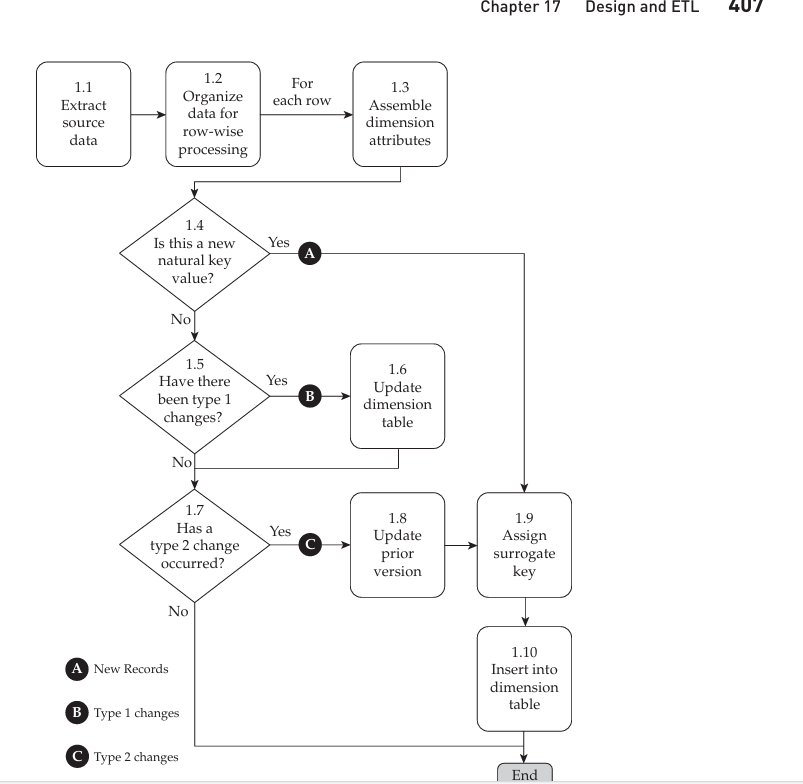 Chapter 17 Design and ETL 407
1.1
Extract
source
data
1.2
Organize
data for
row-wise
processing
For
each row
1.3
Assemble
dimension
attributes
1.4
Is this a new
natural key
value?
Yes
A
No
1.5
Have there
been type 1
changes?
Yes
B
1.6
Update
dimension
table
No
1.7
Has a
type 2 change
occurred?
Yes
C
1.8
Update
prior
version
1.9
Assign
surrogate
key
No
1.10
Insert into
dimension
table
A New Records
B Type 1 changes
C Type 2 changes
End